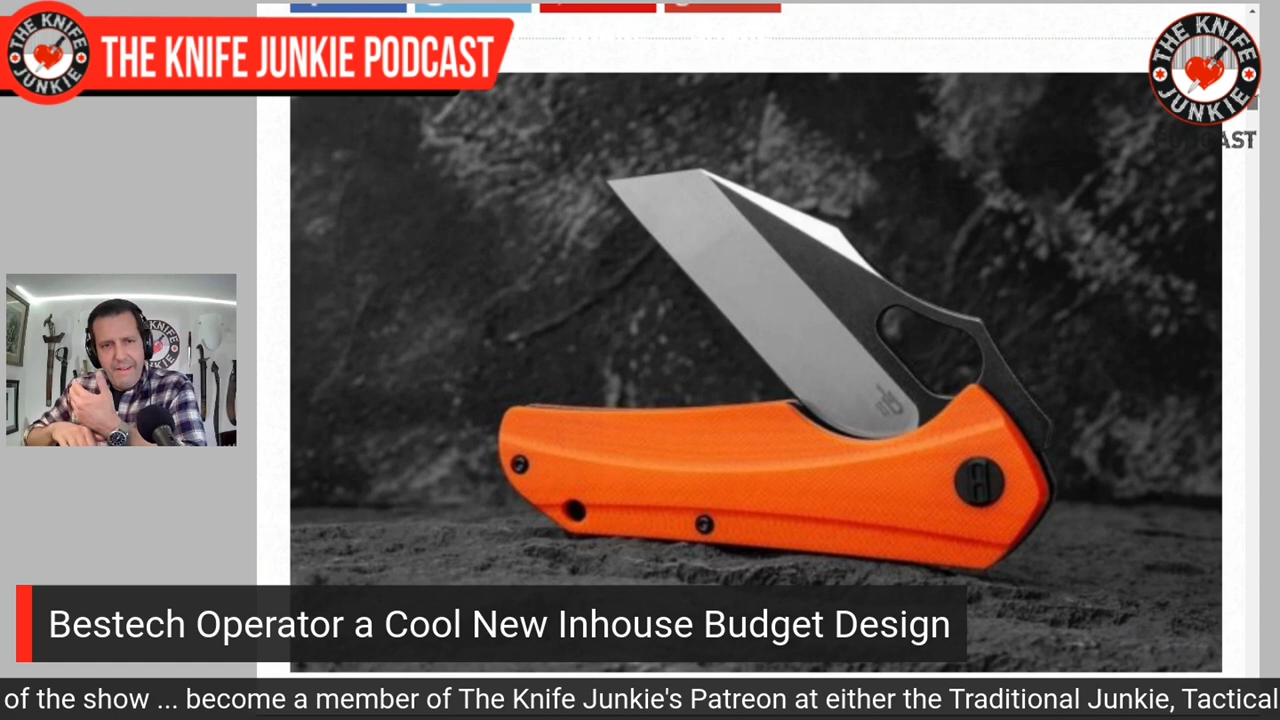 THE KNIFE
JUNKIE
THE KNIFE JUNKIE PODCAST
THE KNIFE
JUNKIE
AST
Bestech Operator a Cool New Inhouse Budget Design
of the show ... become a member of The Knife Junkie's Patreon at either the Traditional Junkie, Tactical